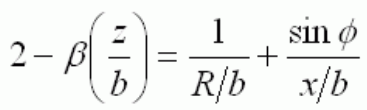 2 − β(z/b) = 1/(R/b) + sin ϕ/(x/b)